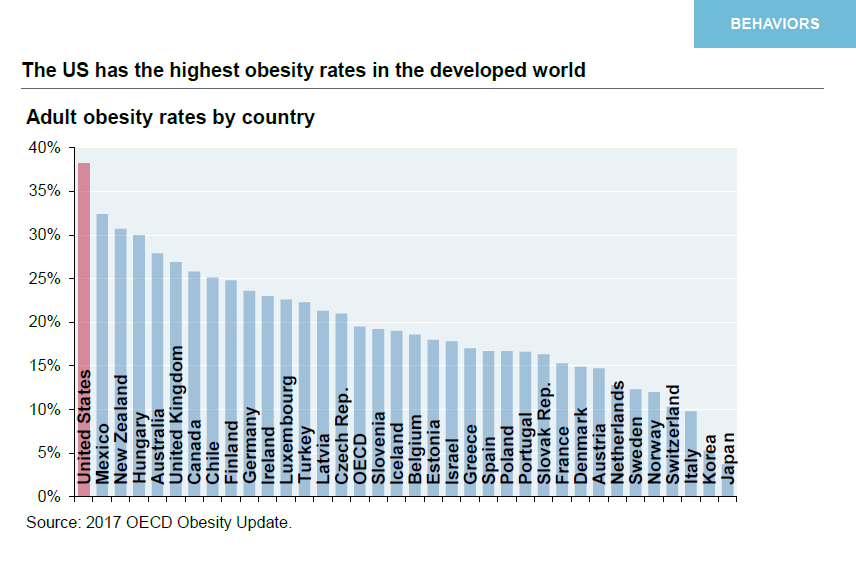 BEHAVIORS
The US has the highest obesity rates in the developed world
Adult obesity rates by country
40%
35%
30%
25%
20%
15%
10%
5%
0%
United States
Mexico
New Zealand
Hungary
Australia
United Kingdom
Canada
Chile
Finland
Germany
Ireland
Luxembourg
Turkey
Latvia
Czech Rep.
OECD
Slovenia
Iceland
Belgium
Estonia
Israel
Greece
Spain
Poland
Portugal
Slovak Rep.
France
Denmark
Austria
Netherlands
Sweden
Norway
Switzerland
Italy
Korea
Japan
Source: 2017 OECD Obesity Update.